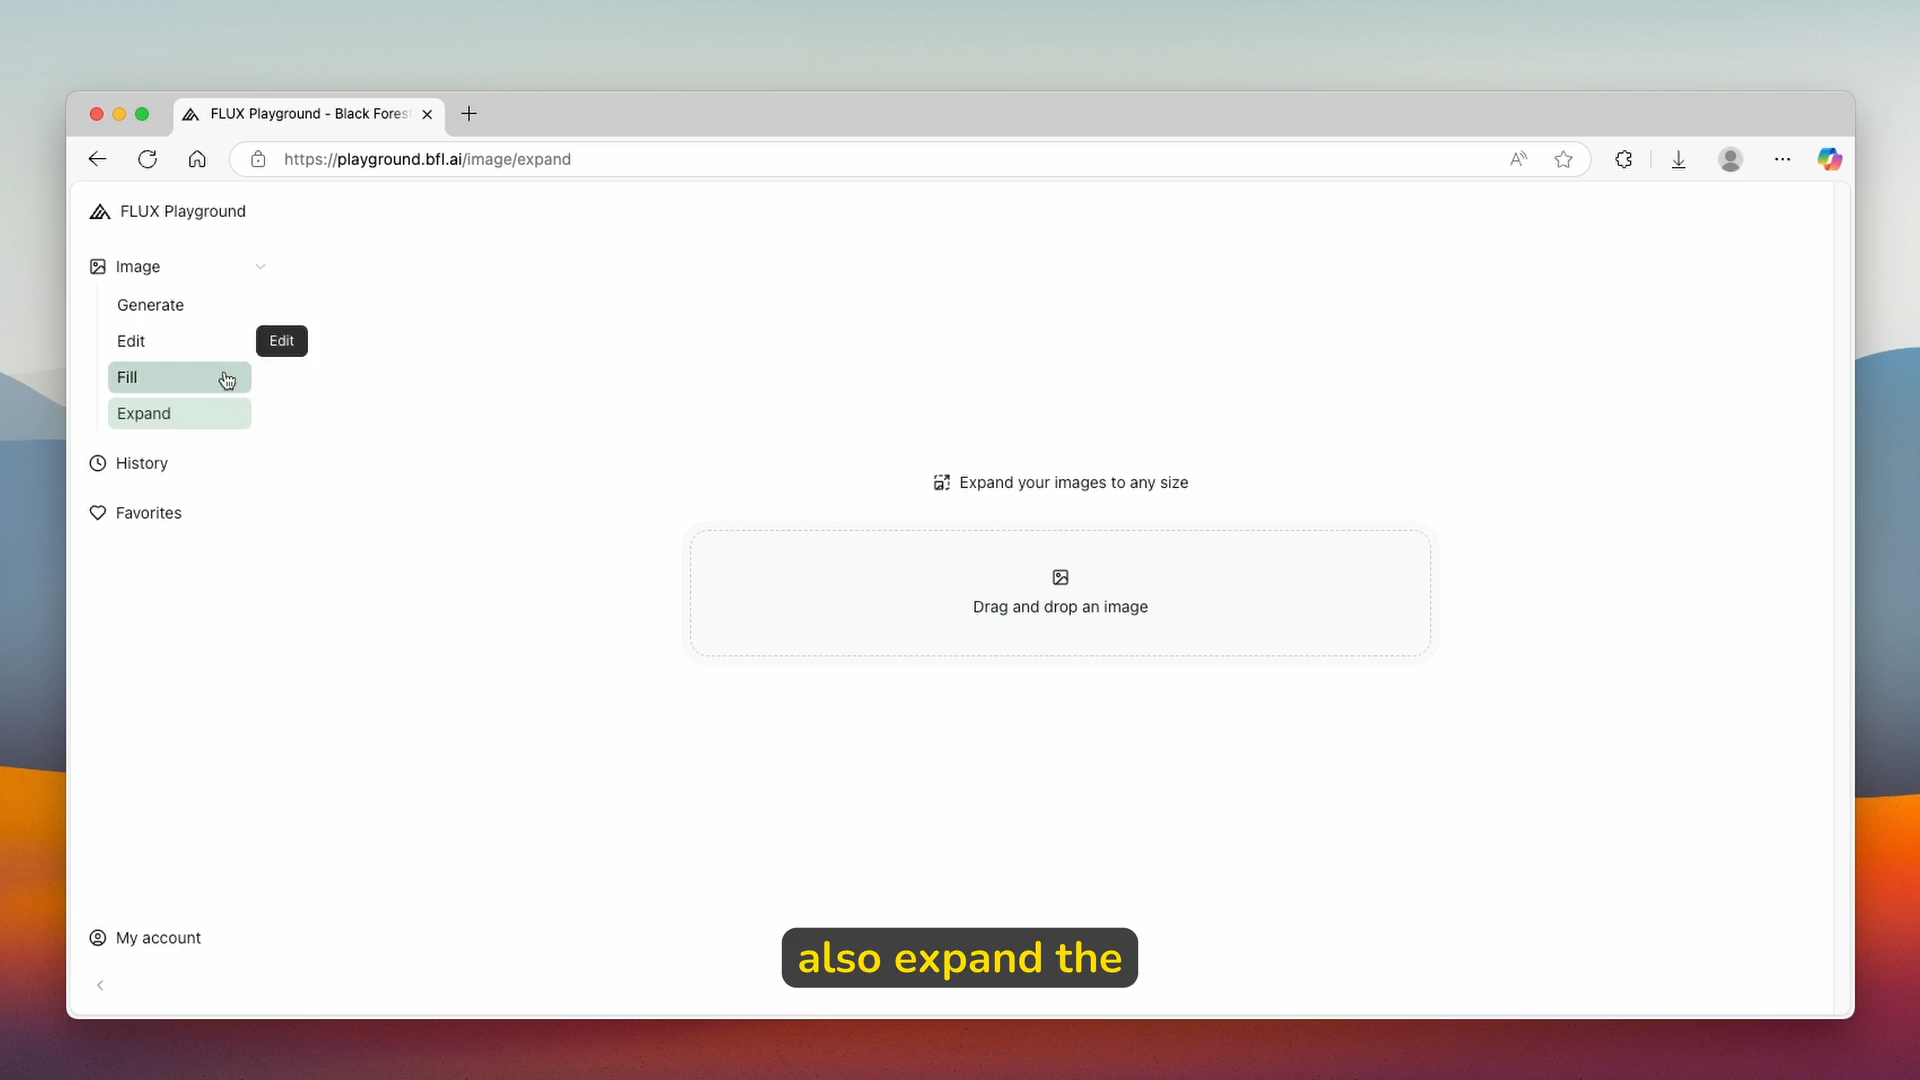 FLUX Playground - Black Fores
https://playground.bfl.ai/image/expand
FLUX Playground
Image
Generate
Edit
Edit
Fill
Expand
History
Favorites
Expand your images to any size
Drag and drop an image
My account
also expand the